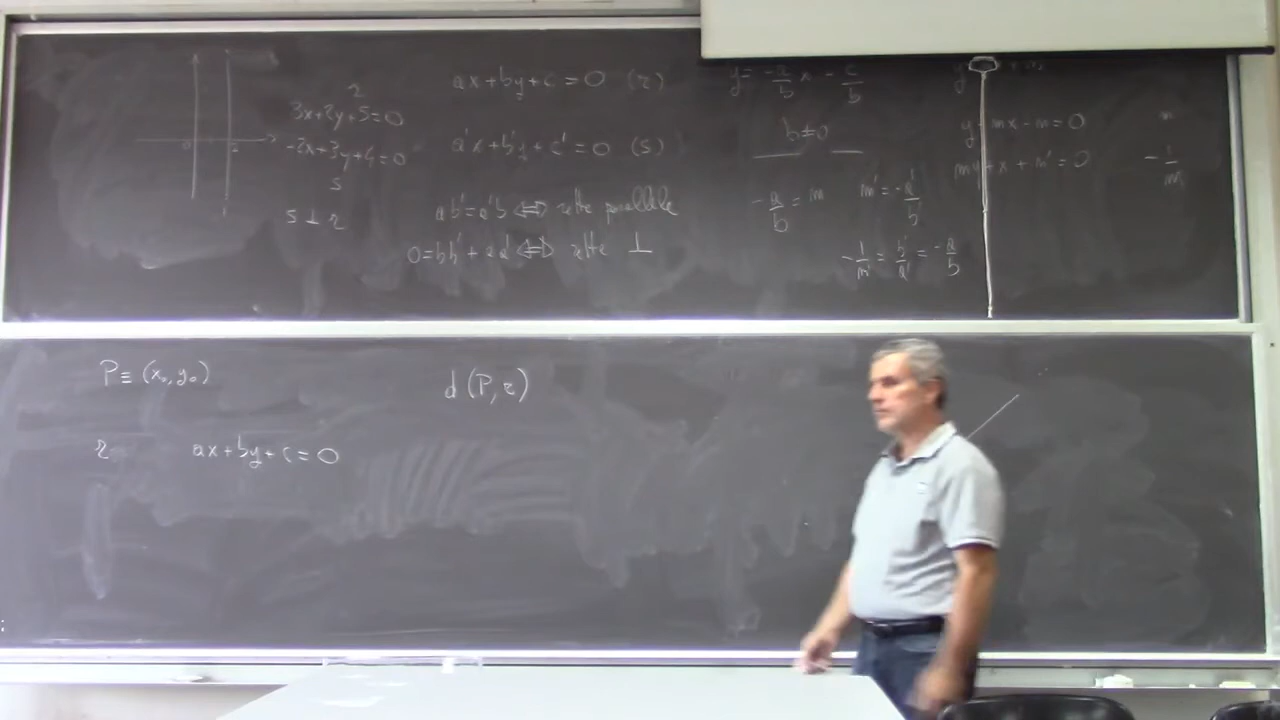 r
3x+2y+5=0
-2x+3y+4=0
s
s ⊥ r
ax+by+c=0 (r)
a'x+b'y+c'=0 (s)
ab'=a'b ⟺ rette parallele
0=bb'+aa' ⟺ rette ⊥
y=-a/b x - c/b
b≠0
-a/b = m
m'=-a'/b'
-1/m' = b'/a' = -a/b
y-mx-n=0
my+x+n'=0
m
-1/m
P≡(x₀,y₀)
d(P,r)
r ax+by+c=0